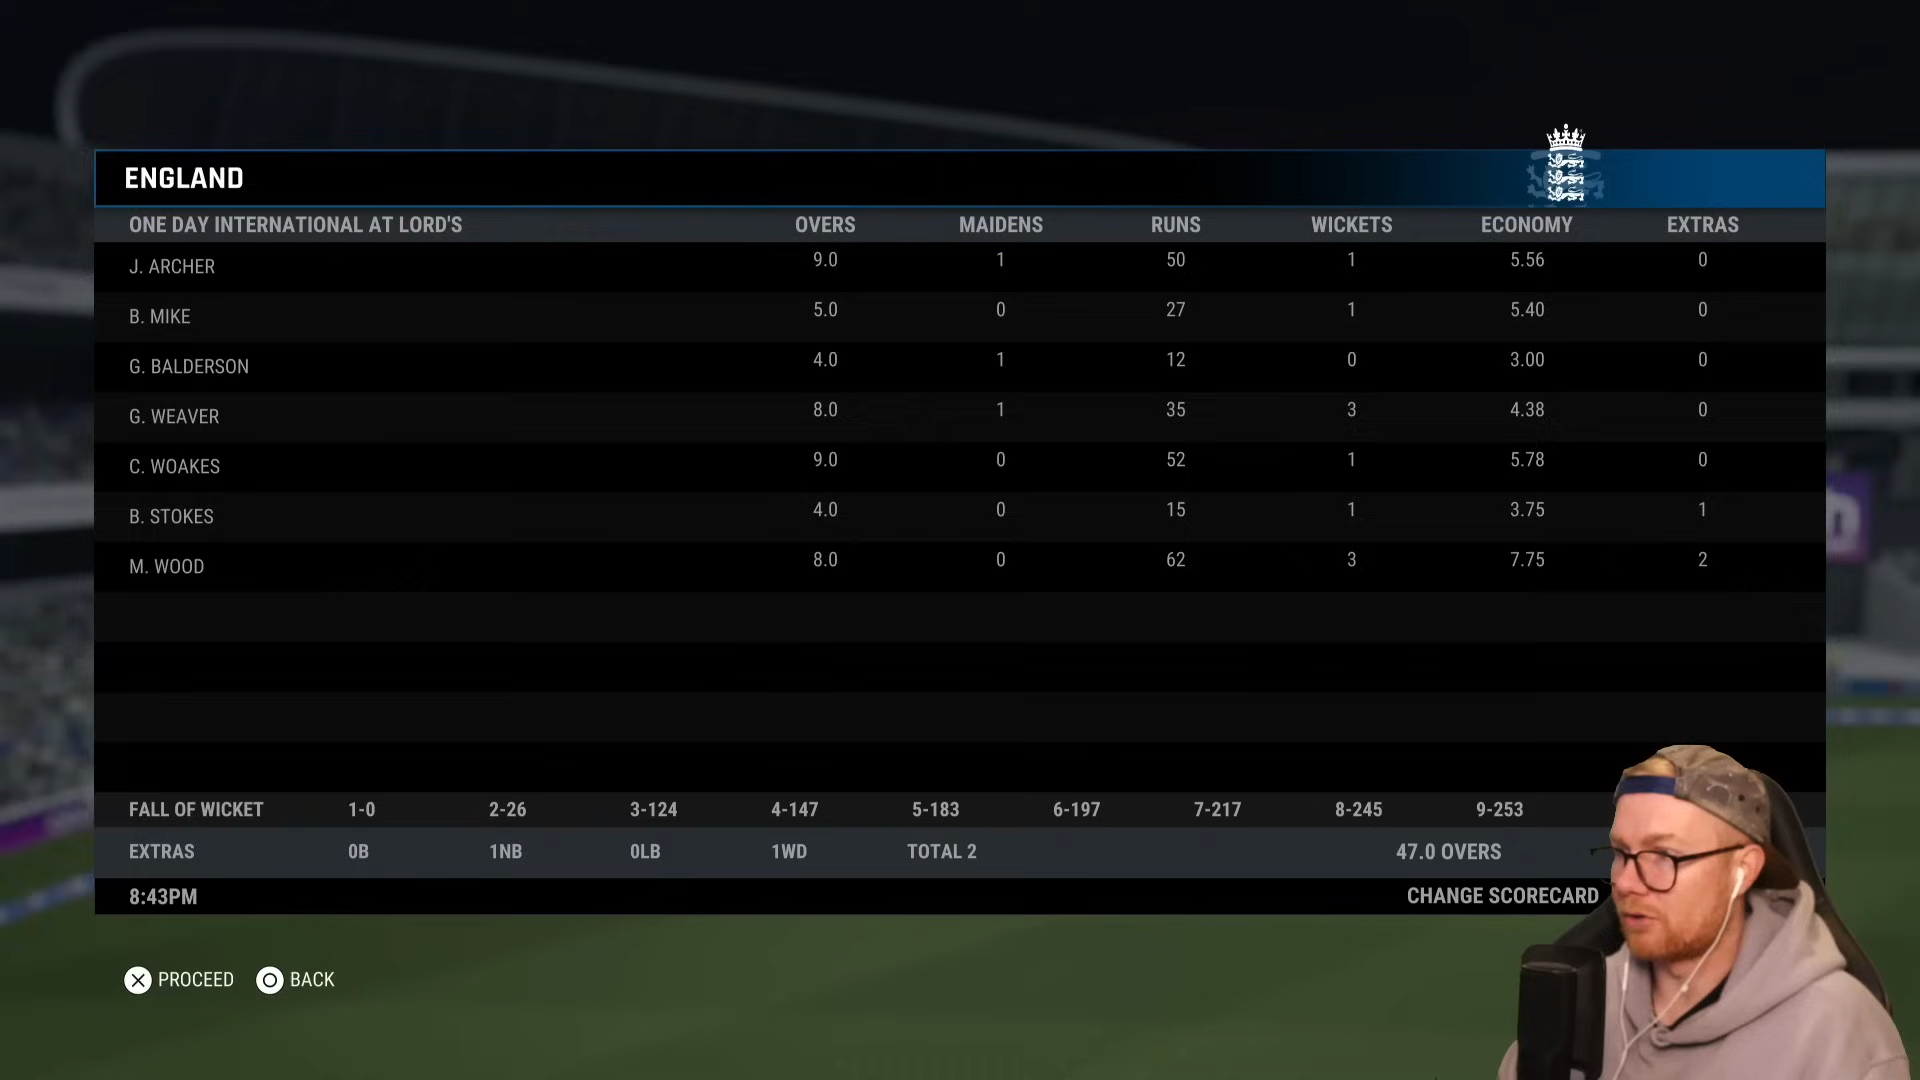 ENGLAND
ONE DAY INTERNATIONAL AT LORD'S OVERS MAIDENS RUNS WICKETS ECONOMY EXTRAS
J. ARCHER 9.0 1 50 1 5.56 0
B. MIKE 5.0 0 27 1 5.40 0
G. BALDERSON 4.0 1 12 0 3.00 0
G. WEAVER 8.0 1 35 3 4.38 0
C. WOAKES 9.0 0 52 1 5.78 0
B. STOKES 4.0 0 15 1 3.75 1
M. WOOD 8.0 0 62 3 7.75 2
FALL OF WICKET 1-0 2-26 3-124 4-147 5-183 6-197 7-217 8-245 9-253
EXTRAS 0B 1NB 0LB 1WD TOTAL 2 47.0 OVERS
8:43PM CHANGE SCORECARD
PROCEED BACK